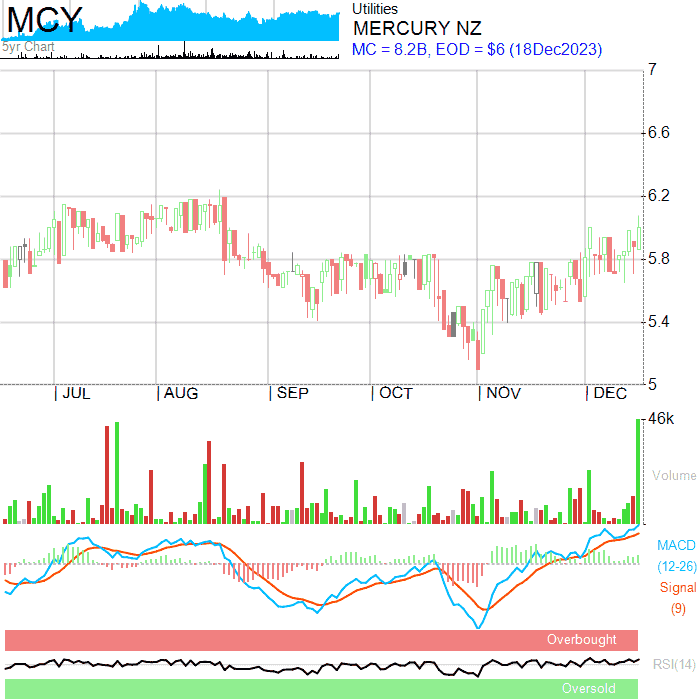 MCY
5yr Chart
Utilities
MERCURY NZ
MC = 8.2B, EOD = $6 (18Dec2023)
7
6.6
6.2
5.8
5.4
5
| JUL | AUG | SEP | OCT | NOV | DEC
46k
Volume
MACD
(12-26)
Signal
(9)
Overbought
RSI(14)
Oversold